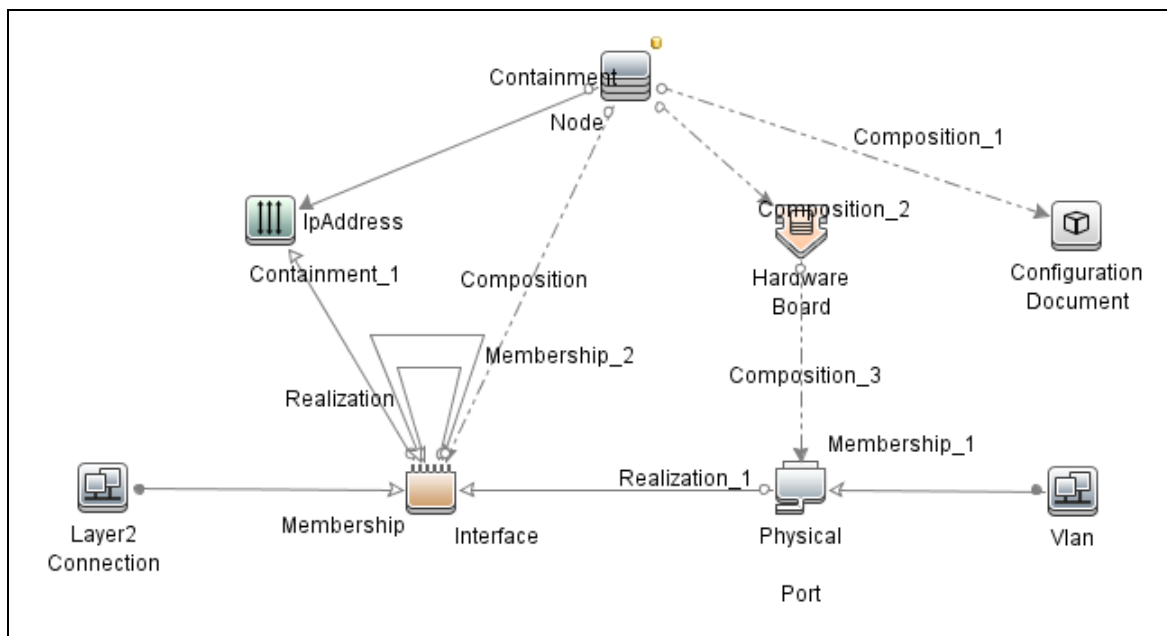 Containment
Node
Composition_1
IpAddress
Composition_2
Containment_1
Composition
Hardware
Board
Configuration
Document
Membership_2
Composition_3
Realization
Membership_1
Realization_1
Layer2
Connection
Membership
Interface
Physical
Port
Vlan